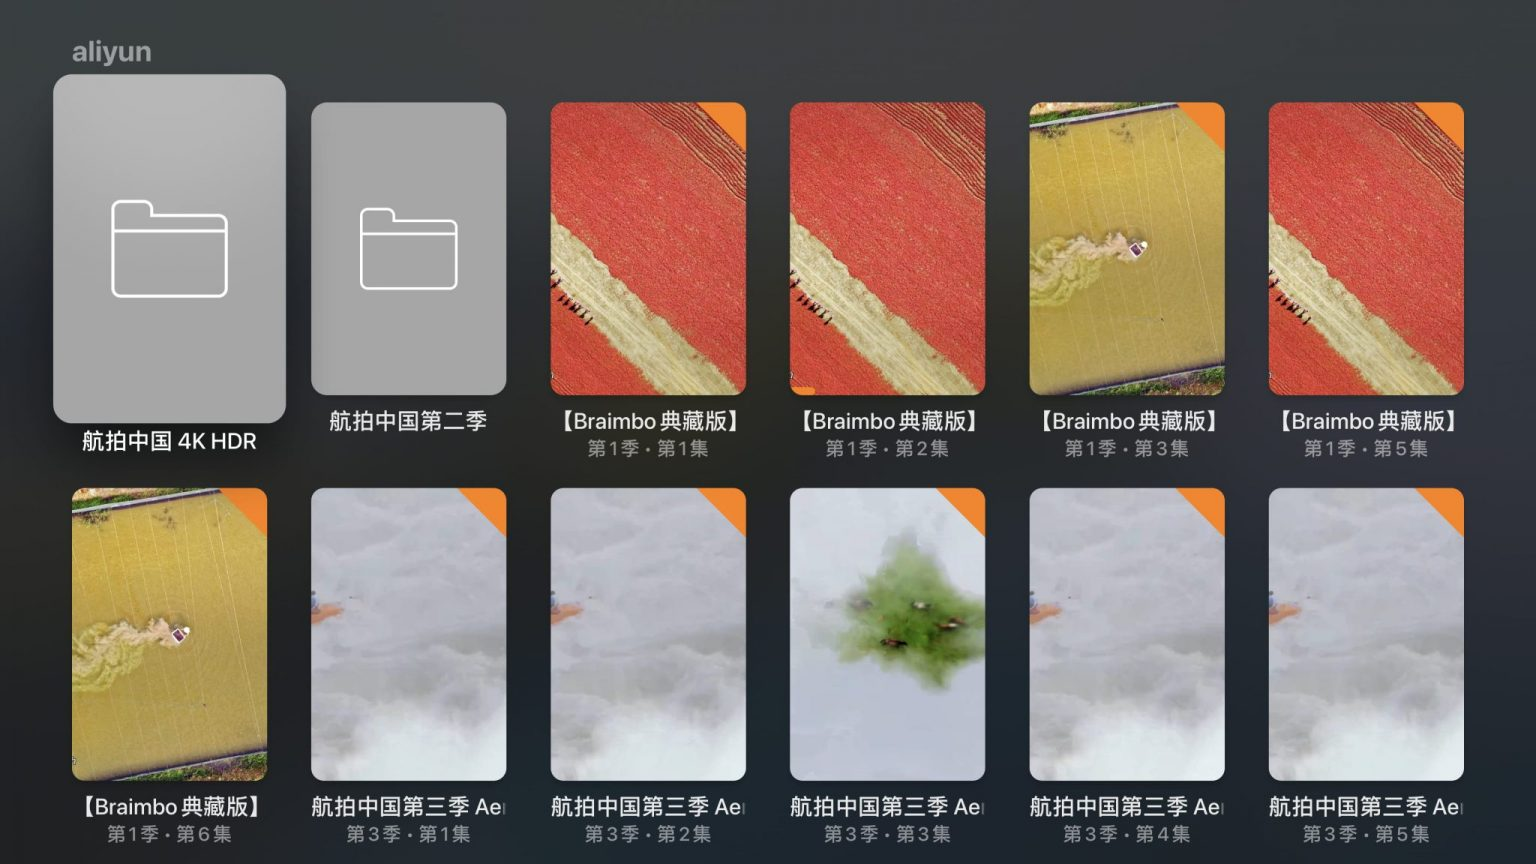 aliyun
航拍中国 4K HDR
航拍中国第二季
【Braimbo 典藏版】
第1季 · 第1集
【Braimbo 典藏版】
第1季 · 第2集
【Braimbo 典藏版】
第1季 · 第3集
【Braimbo 典藏版】
第1季 · 第5集
【Braimbo 典藏版】
第1季 · 第6集
航拍中国第三季 Aer
第3季 · 第1集
航拍中国第三季 Aer
第3季 · 第2集
航拍中国第三季 Aer
第3季 · 第3集
航拍中国第三季 Aer
第3季 · 第4集
航拍中国第三季 Aer
第3季 · 第5集